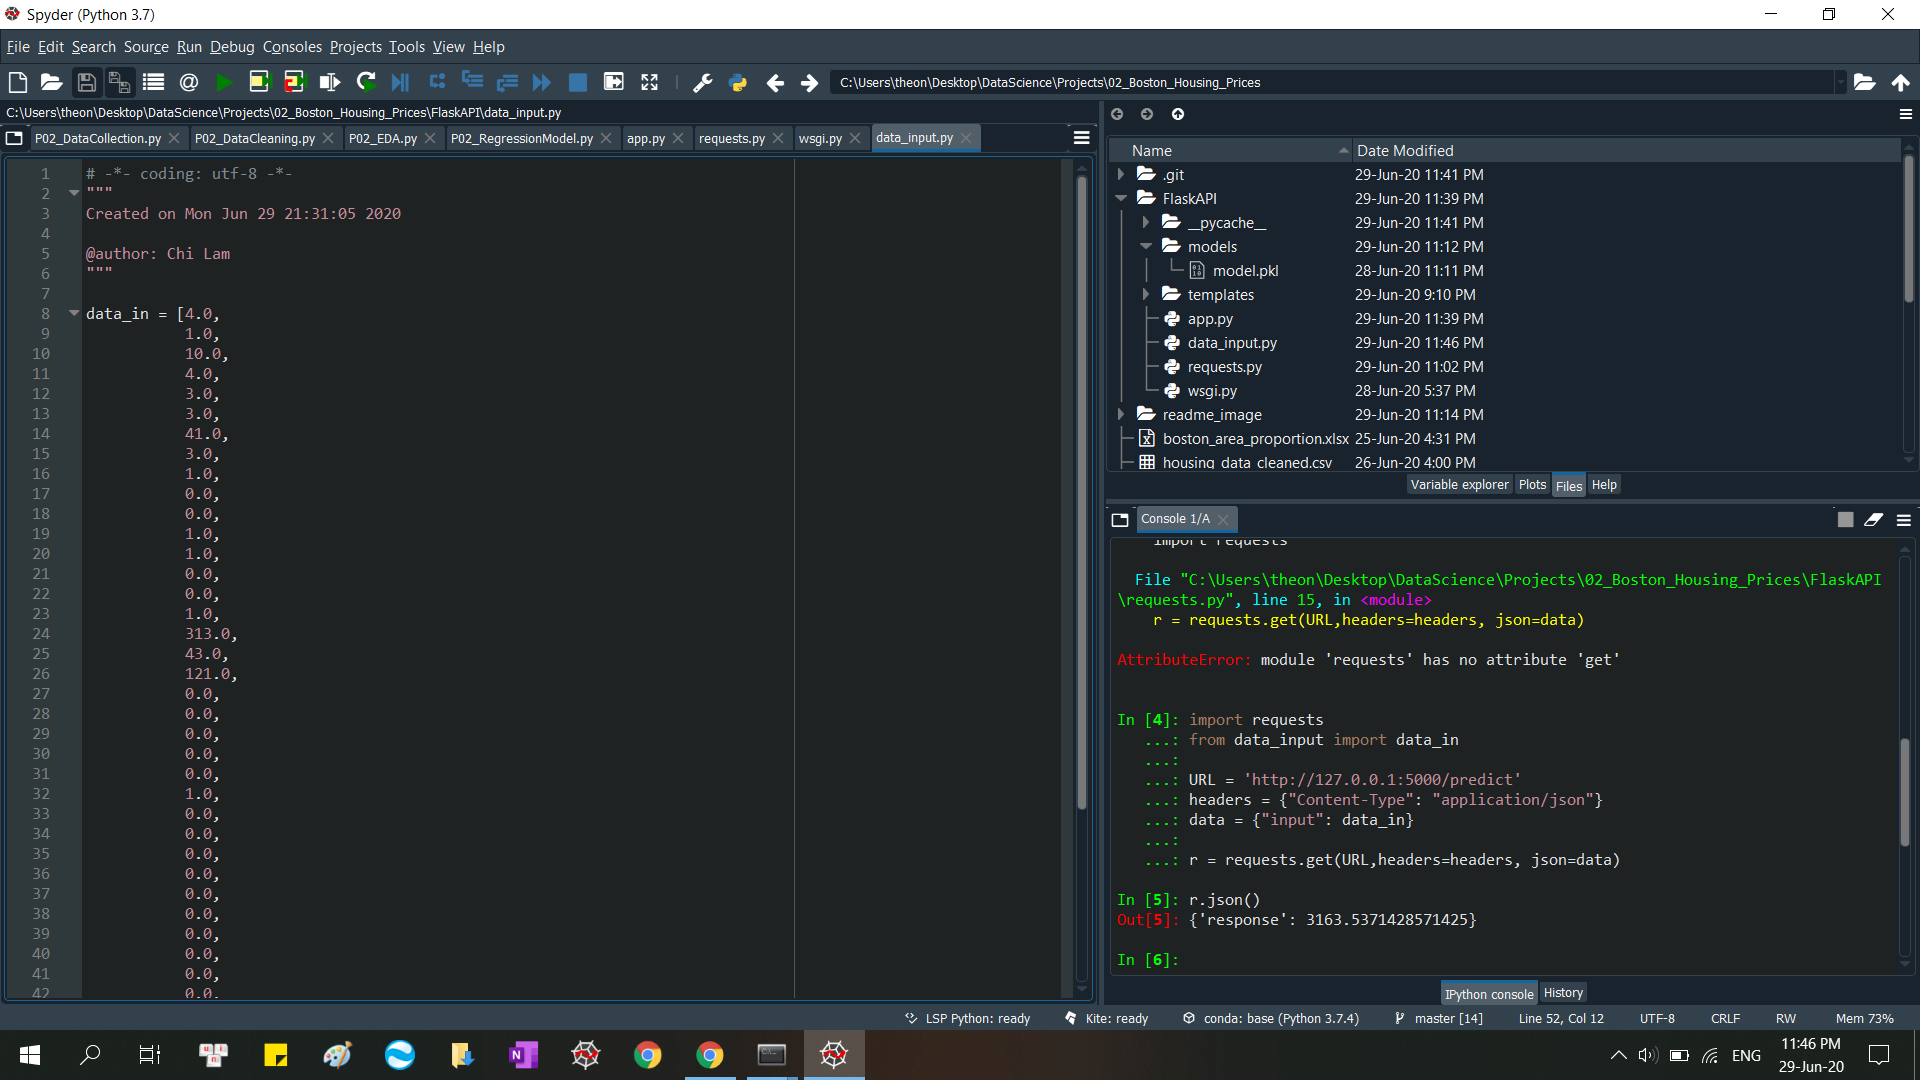 Spyder (Python 3.7)
File Edit Search Source Run Debug Consoles Projects Tools View Help
C:\Users\theon\Desktop\DataScience\Projects\02_Boston_Housing_Prices
C:\Users\theon\Desktop\DataScience\Projects\02_Boston_Housing_Prices\FlaskAPI\data_input.py
P02_DataCollection.py P02_DataCleaning.py P02_EDA.py P02_RegressionModel.py app.py requests.py wsgi.py data_input.py
1 # -*- coding: utf-8 -*-
2 """
3 Created on Mon Jun 29 21:31:05 2020
4
5 @author: Chi Lam
6 """
7
8 data_in = [4.0,
9 1.0,
10 10.0,
11 4.0,
12 3.0,
13 3.0,
14 41.0,
15 3.0,
16 1.0,
17 0.0,
18 0.0,
19 1.0,
20 1.0,
21 0.0,
22 0.0,
23 1.0,
24 313.0,
25 43.0,
26 121.0,
27 0.0,
28 0.0,
29 0.0,
30 0.0,
31 0.0,
32 1.0,
33 0.0,
34 0.0,
35 0.0,
36 0.0,
37 0.0,
38 0.0,
39 0.0,
40 0.0,
41 0.0,
42 0.0,
Name Date Modified
.git 29-Jun-20 11:41 PM
FlaskAPI 29-Jun-20 11:39 PM
__pycache__ 29-Jun-20 11:41 PM
models 29-Jun-20 11:12 PM
model.pkl 28-Jun-20 11:11 PM
templates 29-Jun-20 9:10 PM
app.py 29-Jun-20 11:39 PM
data_input.py 29-Jun-20 11:46 PM
requests.py 29-Jun-20 11:02 PM
wsgi.py 28-Jun-20 5:37 PM
readme_image 29-Jun-20 11:14 PM
boston_area_proportion.xlsx 25-Jun-20 4:31 PM
housing_data_cleaned.csv 26-Jun-20 4:00 PM
Variable explorer Plots Files Help
Console 1/A
import requests
File "C:\Users\theon\Desktop\DataScience\Projects\02_Boston_Housing_Prices\FlaskAPI
\requests.py", line 15, in <module>
r = requests.get(URL,headers=headers, json=data)
AttributeError: module 'requests' has no attribute 'get'
In [4]: import requests
...: from data_input import data_in
...:
...: URL = 'http://127.0.0.1:5000/predict'
...: headers = {"Content-Type": "application/json"}
...: data = {"input": data_in}
...:
...: r = requests.get(URL,headers=headers, json=data)
In [5]: r.json()
Out[5]: {'response': 3163.5371428571425}
In [6]:
IPython console History
LSP Python: ready Kite: ready conda: base (Python 3.7.4) master [14] Line 52, Col 12 UTF-8 CRLF RW Mem 73%
ENG
11:46 PM
29-Jun-20